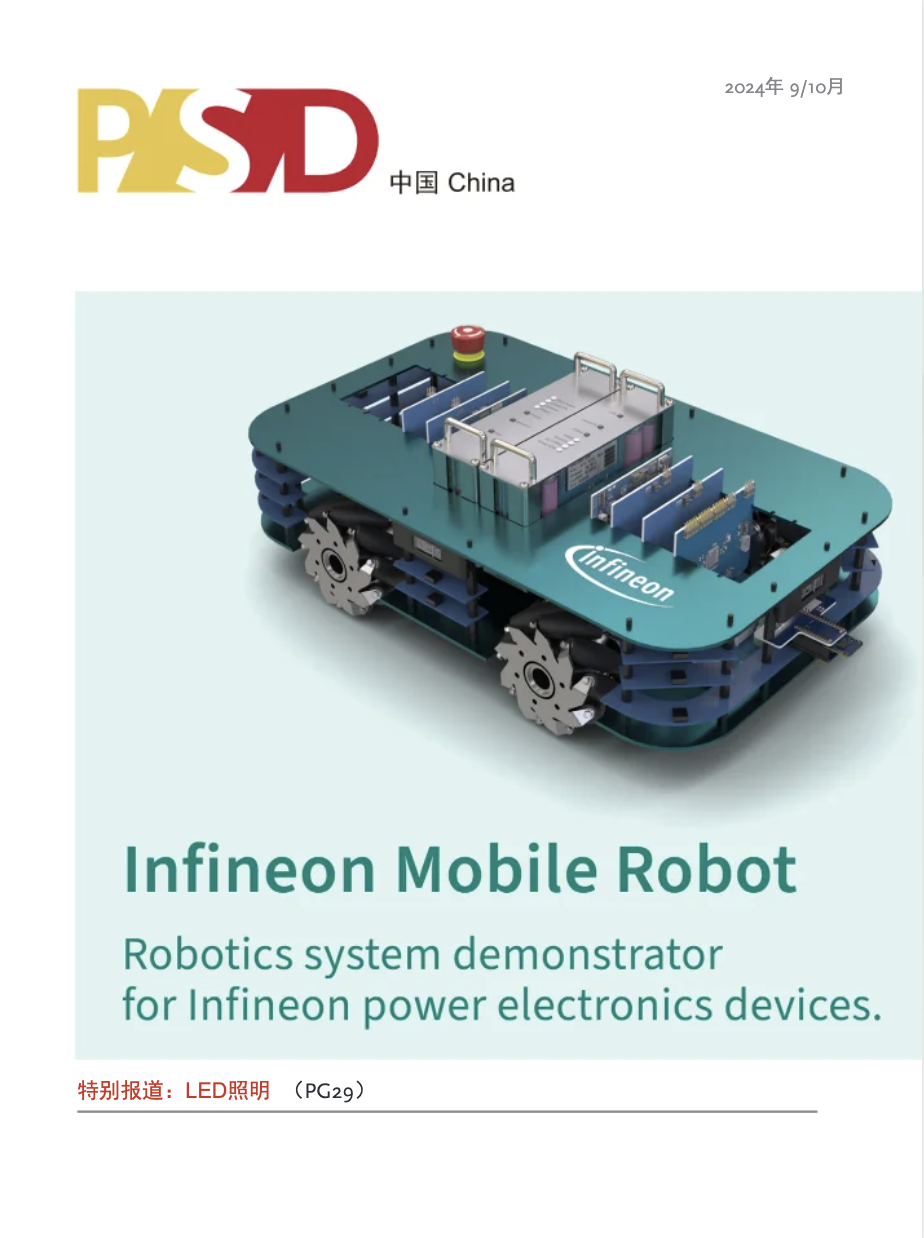 2024年 9/10月
PSD
中国 China
infineon
Infineon Mobile Robot
Robotics system demonstrator
for Infineon power electronics devices.
特别报道：LED照明 （PG29）